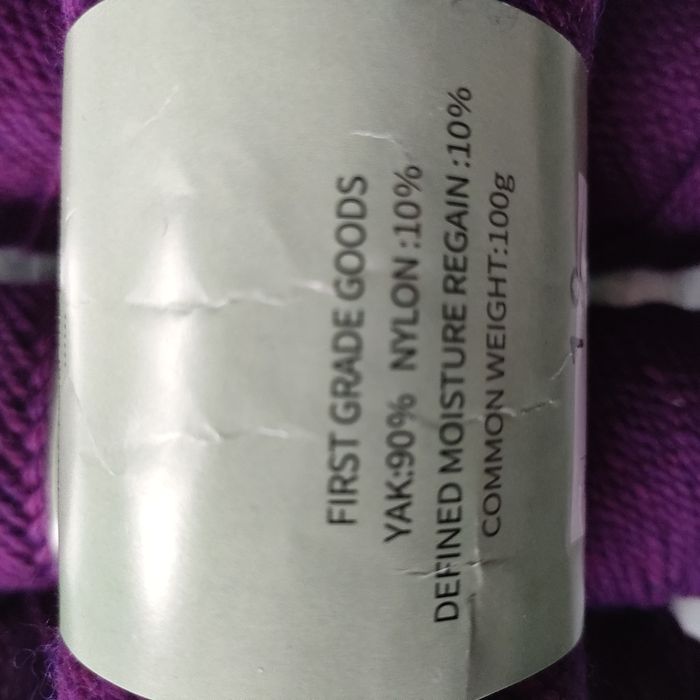 FIRST GRADE GOODS
YAK:90% NYLON :10%
DEFINED MOISTURE REGAIN :10%
COMMON WEIGHT:100g